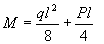 M = ql²/8 + Pl/4